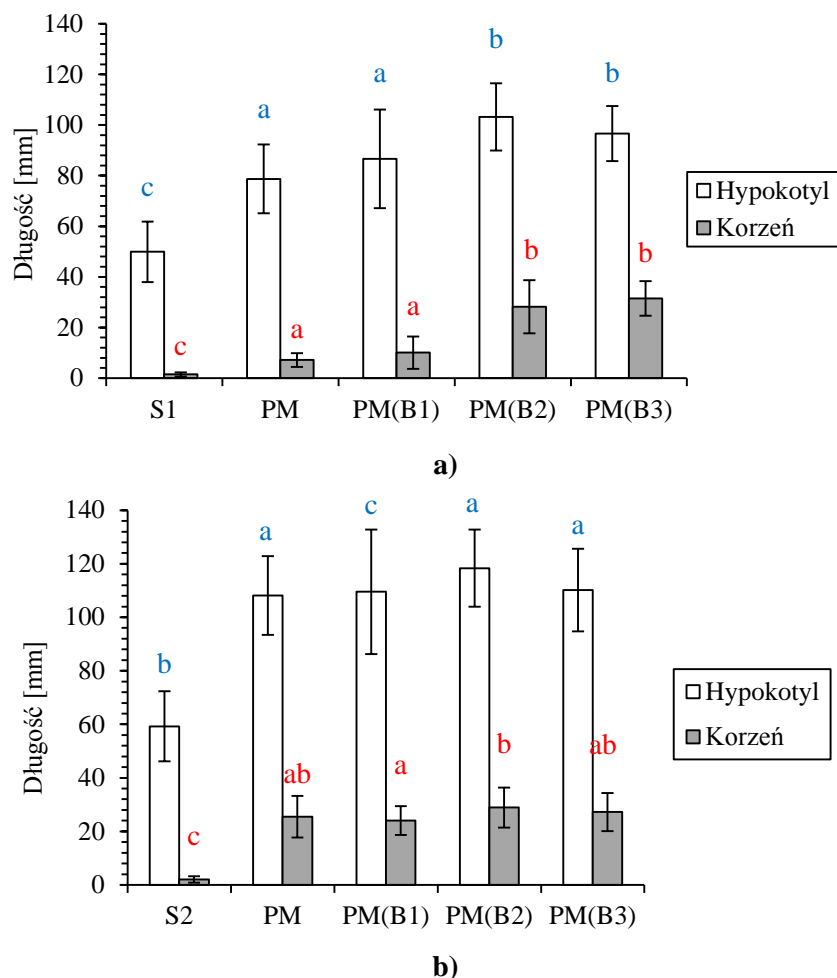 140
120
100
80
60
40
20
0
Długość [mm]
c
c
a
a
a
a
b
b
b
b
Hypokotyl
Korzeń
S1 PM PM(B1) PM(B2) PM(B3)
a)
140
120
100
80
60
40
20
0
Długość [mm]
b
c
a
ab
c
a
a
b
a
ab
Hypokotyl
Korzeń
S2 PM PM(B1) PM(B2) PM(B3)
b)